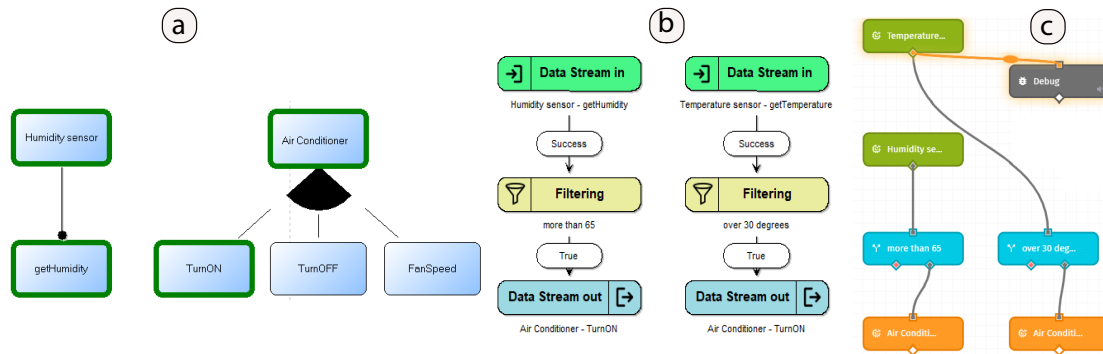 a
b
c
Humidity sensor
getHumidity
Air Conditioner
TurnON
TurnOFF
FanSpeed
Data Stream in
Humidity sensor - getHumidity
Success
Filtering
more than 65
True
Data Stream out
Air Conditioner - TurnON
Data Stream in
Temperature sensor - getTemperature
Success
Filtering
over 30 degrees
True
Data Stream out
Air Conditioner - TurnON
Temperature...
Debug
Humidity se...
more than 65
over 30 deg...
Air Conditi...
Air Conditi...